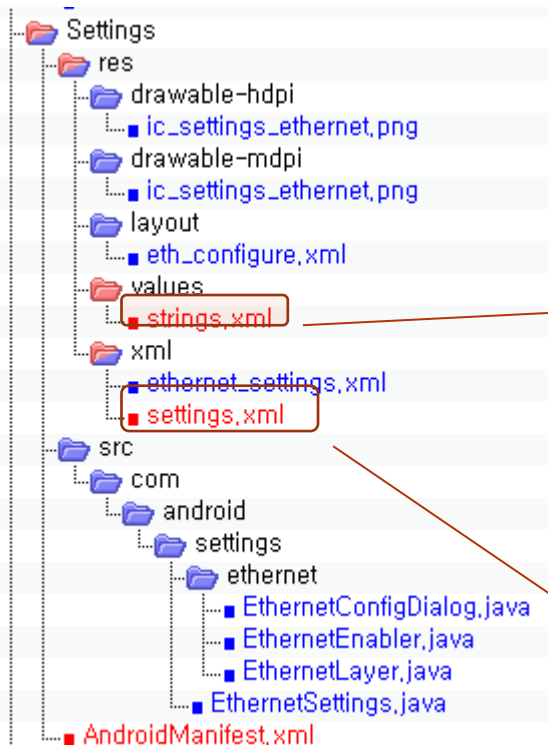 Settings
res
drawable-hdpi
ic_settings_ethernet.png
drawable-mdpi
ic_settings_ethernet.png
layout
eth_configure.xml
values
strings.xml
xml
ethernet_settings.xml
settings.xml
src
com
android
settings
ethernet
EthernetConfigDialog.java
EthernetEnabler.java
EthernetLayer.java
EthernetSettings.java
AndroidManifest.xml